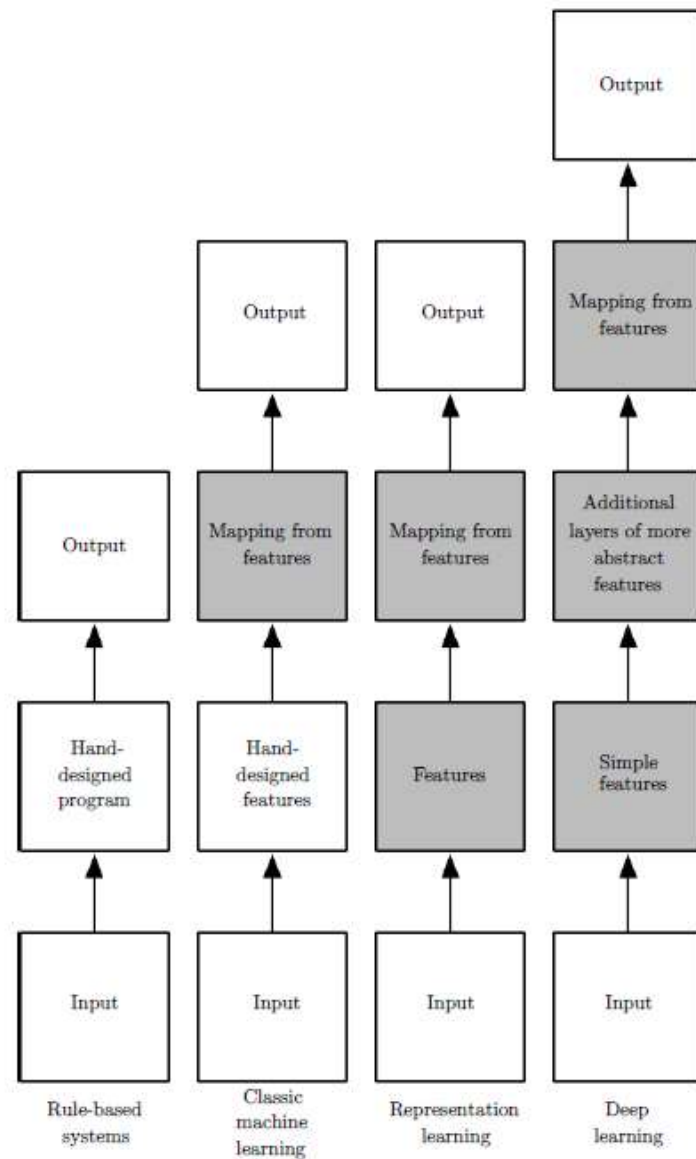 Output
Output
Output
Mapping from
features
Output
Mapping from
features
Mapping from
features
Additional
layers of more
abstract
features
Hand-
designed
program
Hand-
designed
features
Features
Simple
features
Input
Input
Input
Input
Rule-based
systems
Classic
machine
learning
Representation
learning
Deep
learning